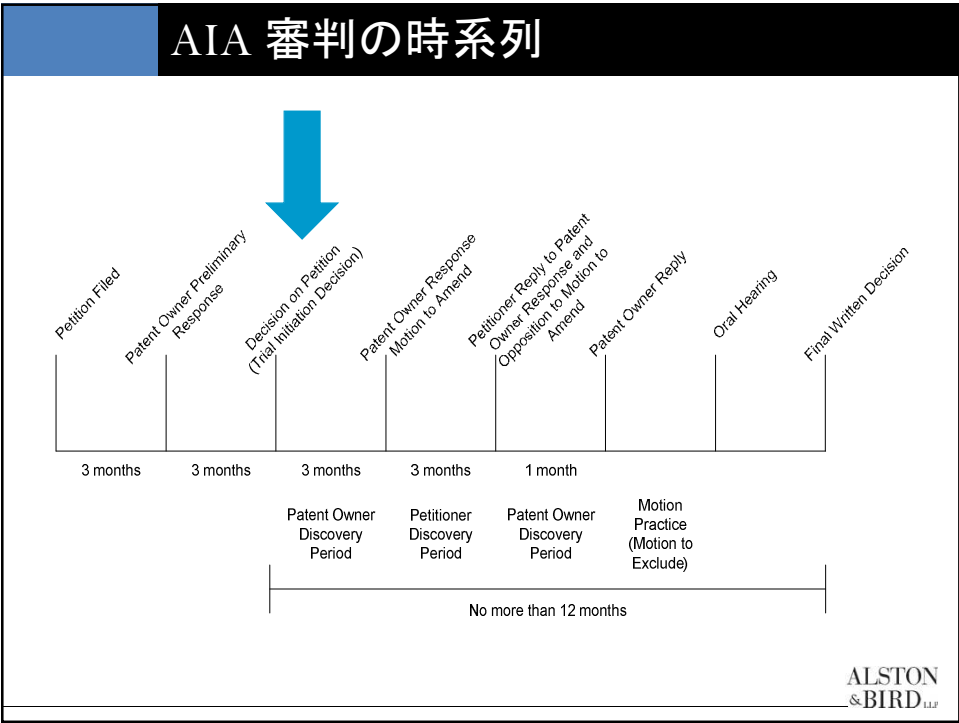 AIA 審判の時系列
Petition Filed
Patent Owner Preliminary
Response
Decision on Petition
(Trial Initiation Decision)
Patent Owner Response
Motion to Amend
Petitioner Reply to Patent
Owner Response and
Opposition to Motion to
Amend
Patent Owner Reply
Oral Hearing
Final Written Decision
3 months
3 months
3 months
3 months
1 month
Patent Owner
Discovery
Period
Petitioner
Discovery
Period
Patent Owner
Discovery
Period
Motion
Practice
(Motion to
Exclude)
No more than 12 months
ALSTON
&BIRD LLP